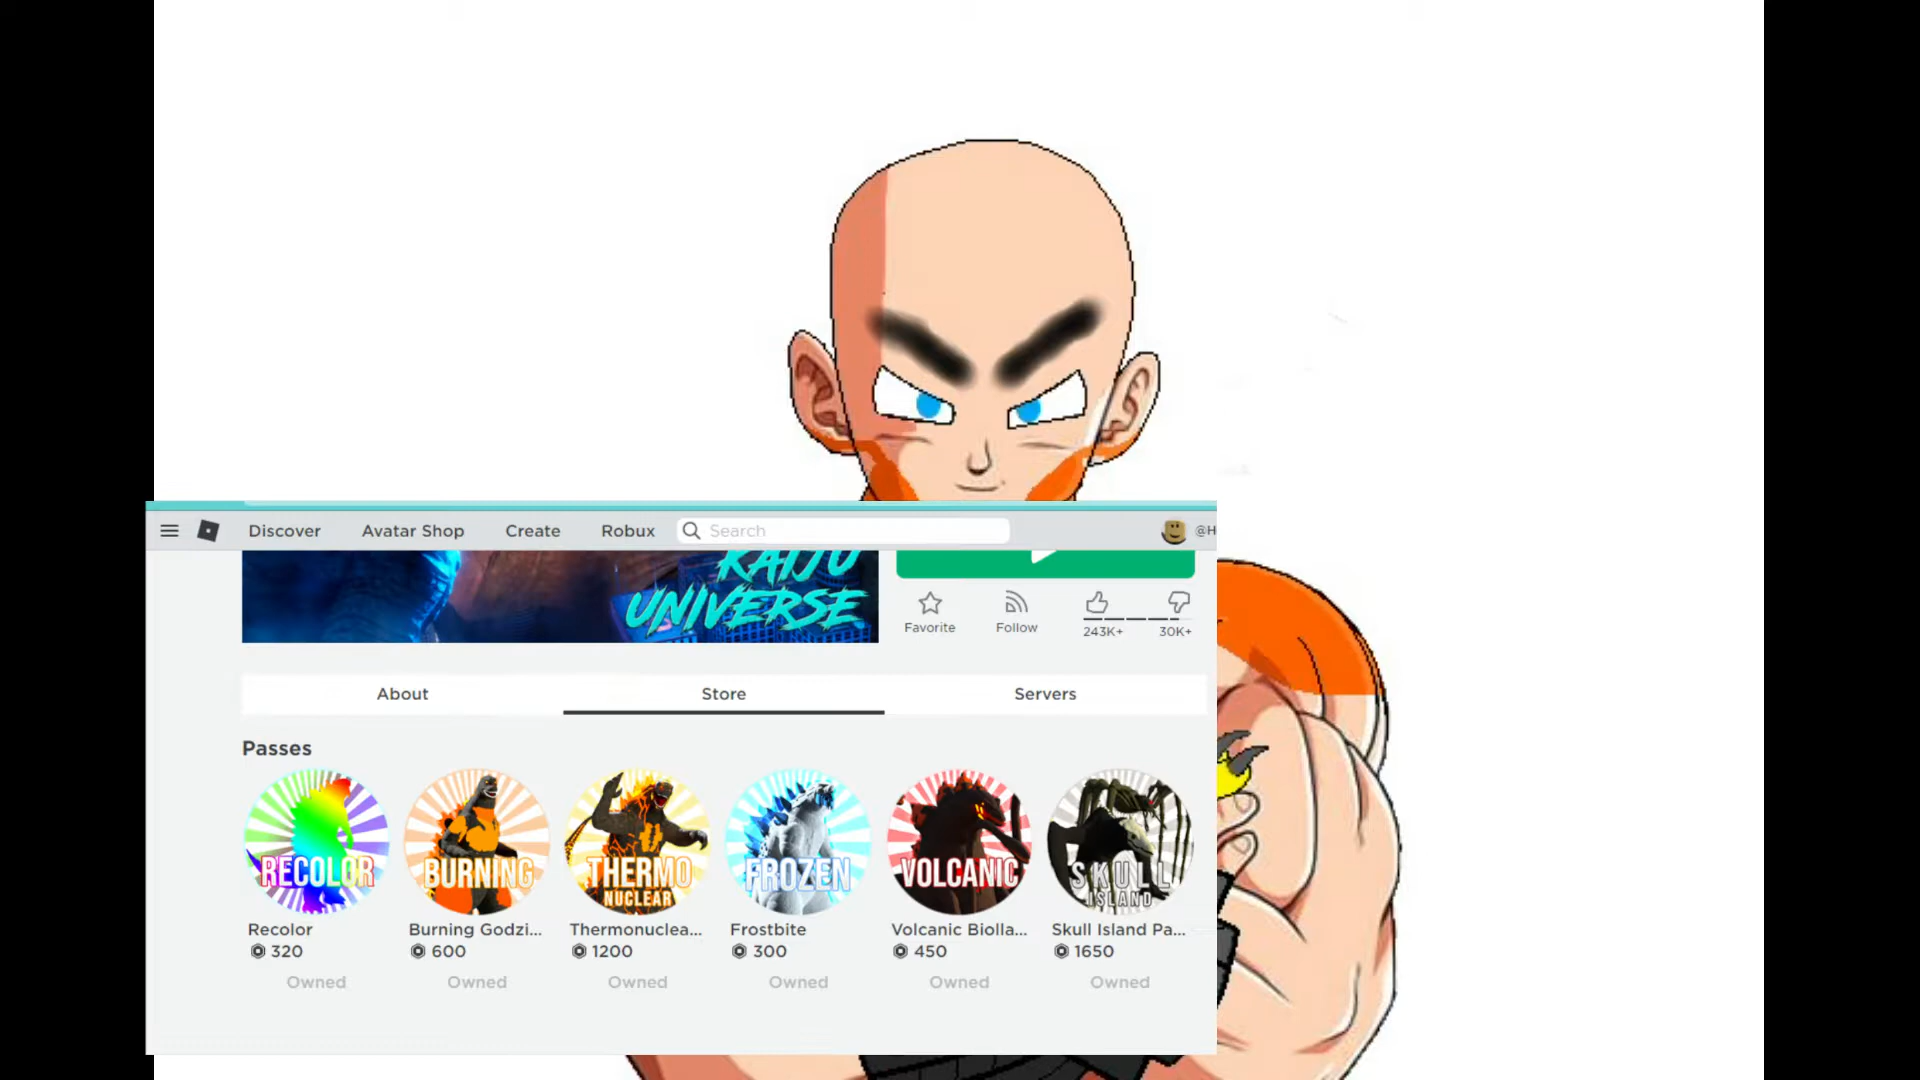 Discover Avatar Shop Create Robux Search @H
KAIJU
UNIVERSE
Favorite Follow 243K+ 30K+
About Store Servers
Passes
RECOLOR BURNING THERMO NUCLEAR FROZEN VOLCANIC SKULL ISLAND
Recolor Burning Godzi... Thermonuclea... Frostbite Volcanic Biolla... Skull Island Pa...
320 600 1200 300 450 1650
Owned Owned Owned Owned Owned Owned